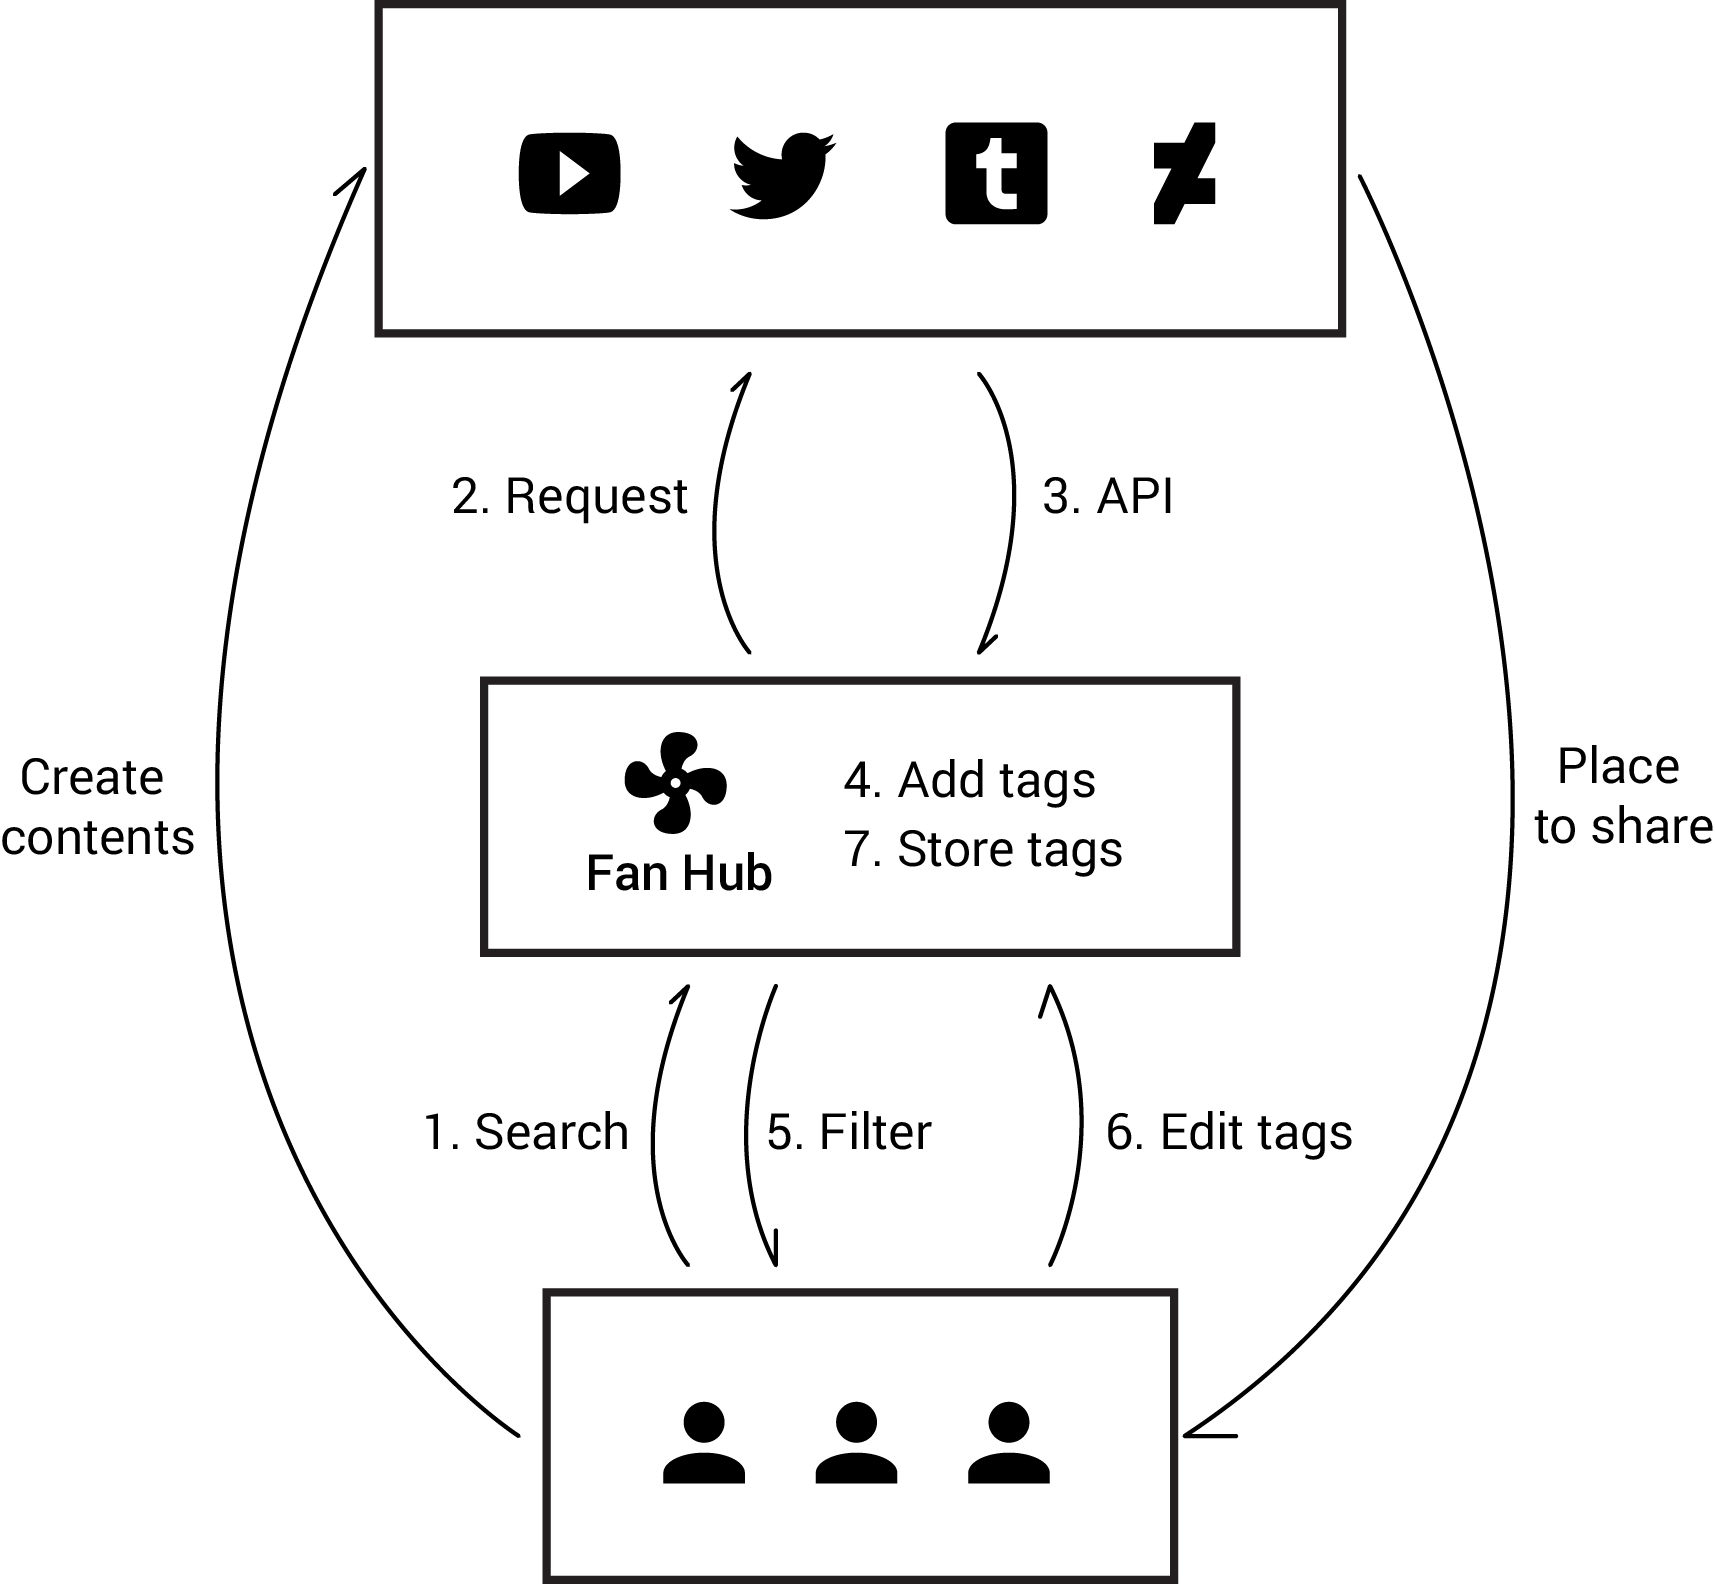 2. Request
3. API
Create
contents
Fan Hub
4. Add tags
7. Store tags
Place
to share
1. Search
5. Filter
6. Edit tags